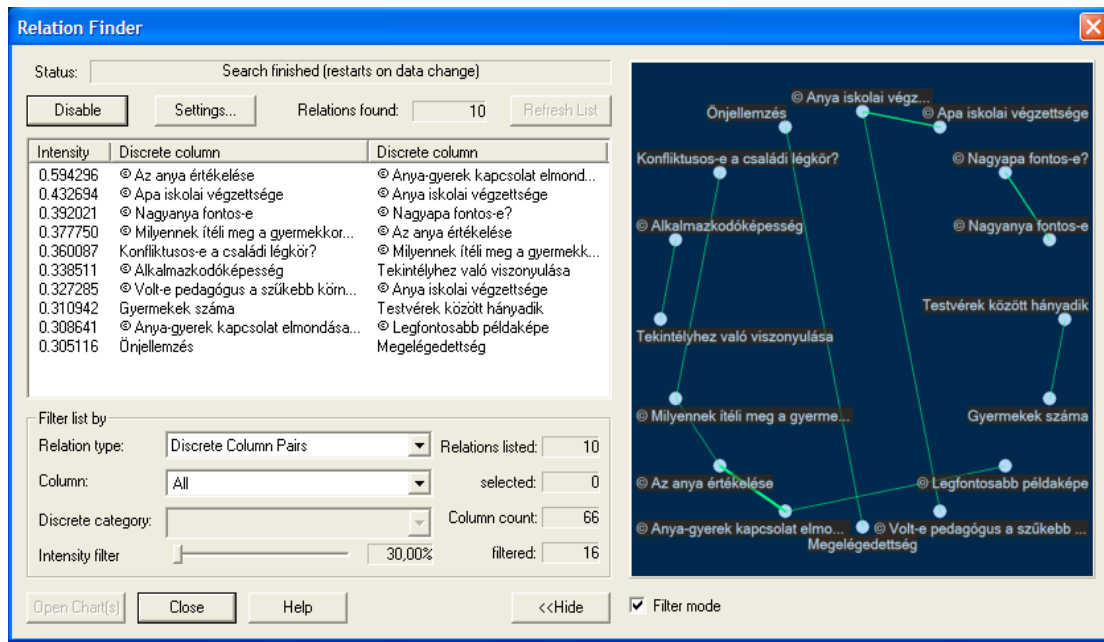 Relation Finder
Status: Search finished (restarts on data change)
Disable Settings... Relations found: 10 Refresh List
Intensity Discrete column Discrete column
0.594296 © Az anya értékelése © Anya-gyerek kapcsolat elmond...
0.432694 © Apa iskolai végzettsége © Anya iskolai végzettsége
0.392021 © Nagyanya fontos-e © Nagyapa fontos-e?
0.377750 © Milyennek ítéli meg a gyermekkor... © Az anya értékelése
0.360087 Konfliktusos-e a családi légkör? © Milyennek ítéli meg a gyermekk...
0.338511 © Alkalmazkodóképesség Tekintélyhez való viszonyulása
0.327285 © Volt-e pedagógus a szűkebb körn... © Anya iskolai végzettsége
0.310942 Gyermekek száma Testvérek között hányadik
0.308641 © Anya-gyerek kapcsolat elmondása... © Legfontosabb példaképe
0.305116 Önjellemzés Megelégedettség
Filter list by
Relation type: Discrete Column Pairs Relations listed: 10
Column: All selected: 0
Discrete category: Column count: 66
Intensity filter 30,00% filtered: 16
Open Chart(s) Close Help <<Hide
© Anya iskolai végz...
Önjellemzés © Apa iskolai végzettsége
Konfliktusos-e a családi légkör? © Nagyapa fontos-e?
© Alkalmazkodóképesség © Nagyanya fontos-e
Testvérek között hányadik
Tekintélyhez való viszonyulása
© Milyennek ítéli meg a gyerme... Gyermekek száma
© Az anya értékelése © Legfontosabb példaképe
© Anya-gyerek kapcsolat elmo... © Volt-e pedagógus a szűkebb ...
Megelégedettség
Filter mode